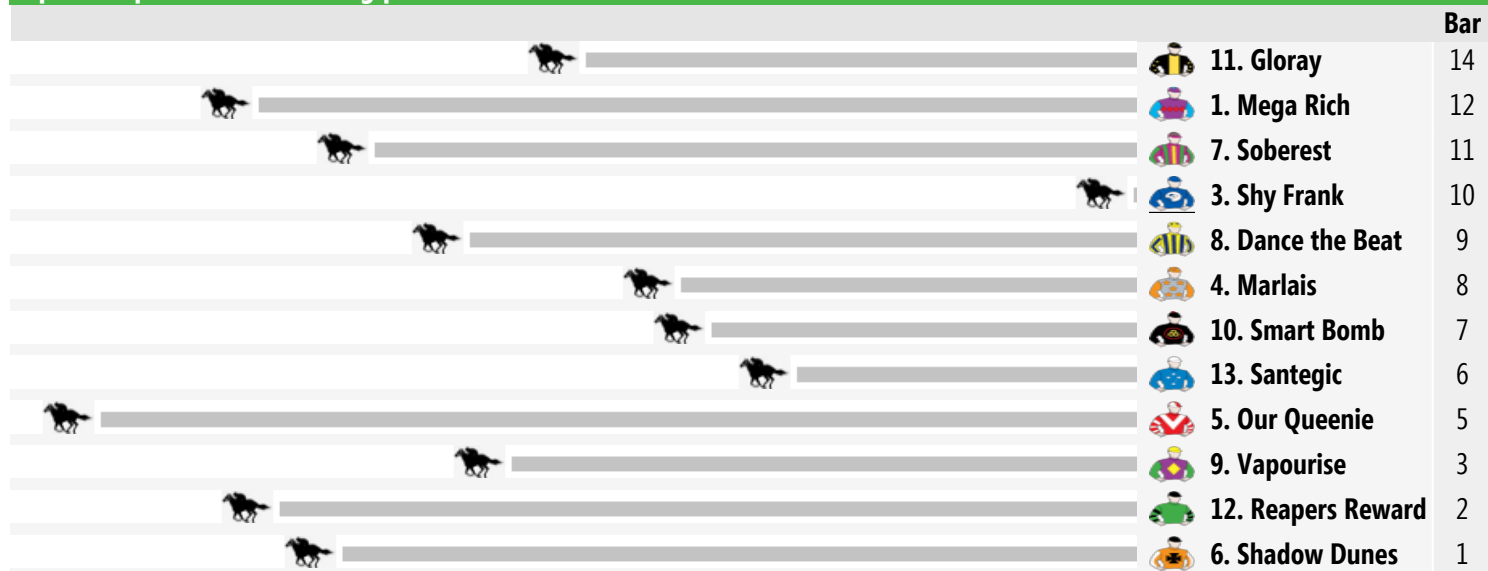 Bar
11. Gloray 14
1. Mega Rich 12
7. Soberest 11
3. Shy Frank 10
8. Dance the Beat 9
4. Marlais 8
10. Smart Bomb 7
13. Santegic 6
5. Our Queenie 5
9. Vapourise 3
12. Reapers Reward 2
6. Shadow Dunes 1